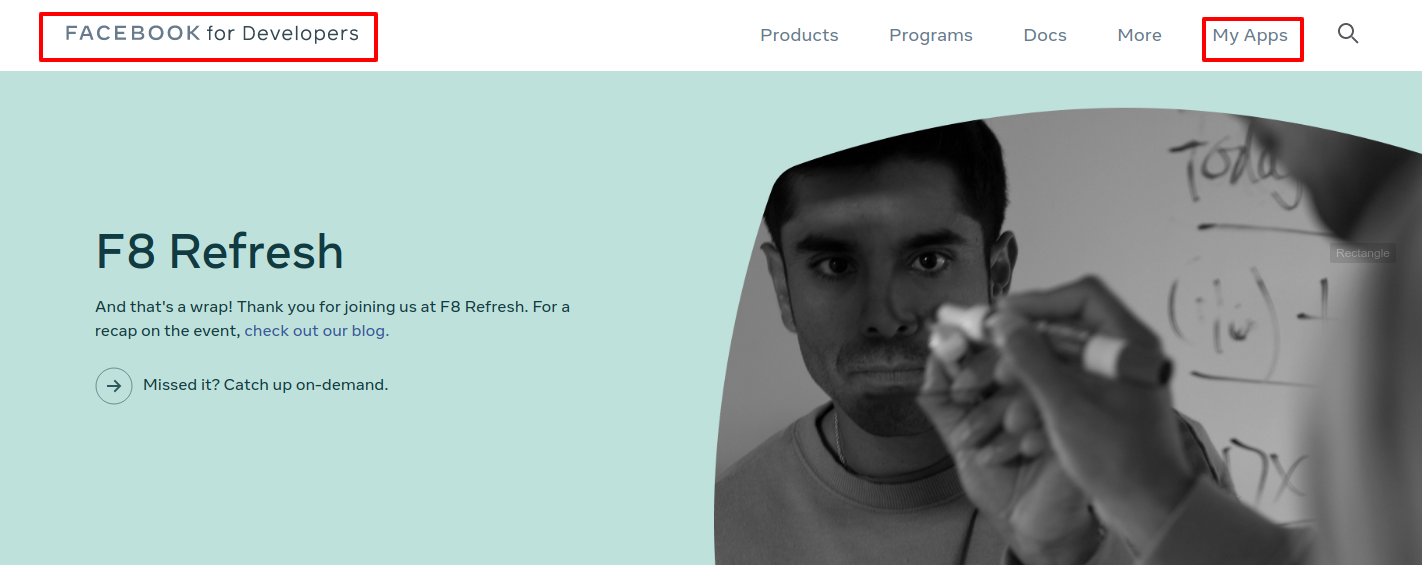 FACEBOOK for Developers
Products Programs Docs More My Apps
F8 Refresh
And that's a wrap! Thank you for joining us at F8 Refresh. For a
recap on the event, check out our blog.
Missed it? Catch up on-demand.
Today
Rectangle